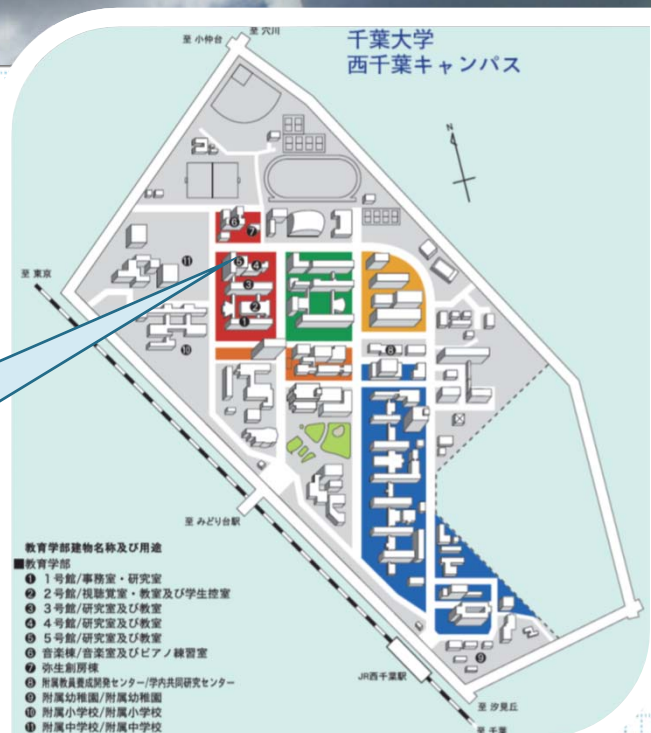 至 穴川
至 小仲台
千葉大学
西千葉キャンパス
N
❻
❼
❺
❹
⓫
❸
至 東京
❷
❶
❽
❿
至 みどり台駅
教育学部建物名称及び用途
■教育学部
❶ 1号館/事務室・研究室
❷ 2号館/視聴覚室・教室及び学生控室
❸ 3号館/研究室及び教室
❹ 4号館/研究室及び教室
❺ 5号館/研究室及び教室
❻ 音楽棟/音楽室及びピアノ練習室
❼ 弥生創房棟
❽ 附属教員養成開発センター/学内共同研究センター
❾ 附属幼稚園/附属幼稚園
❿ 附属小学校/附属小学校
⓫ 附属中学校/附属中学校
❾
JR西千葉駅
至 汐見丘
至 千葉